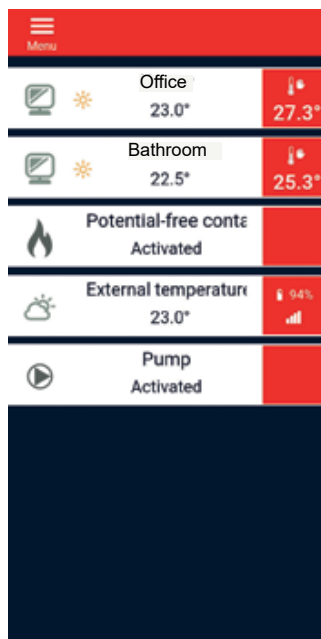 Menu
Office
23.0°
27.3°
Bathroom
22.5°
25.3°
Potential-free conta
Activated
External temperature
23.0°
94%
Pump
Activated